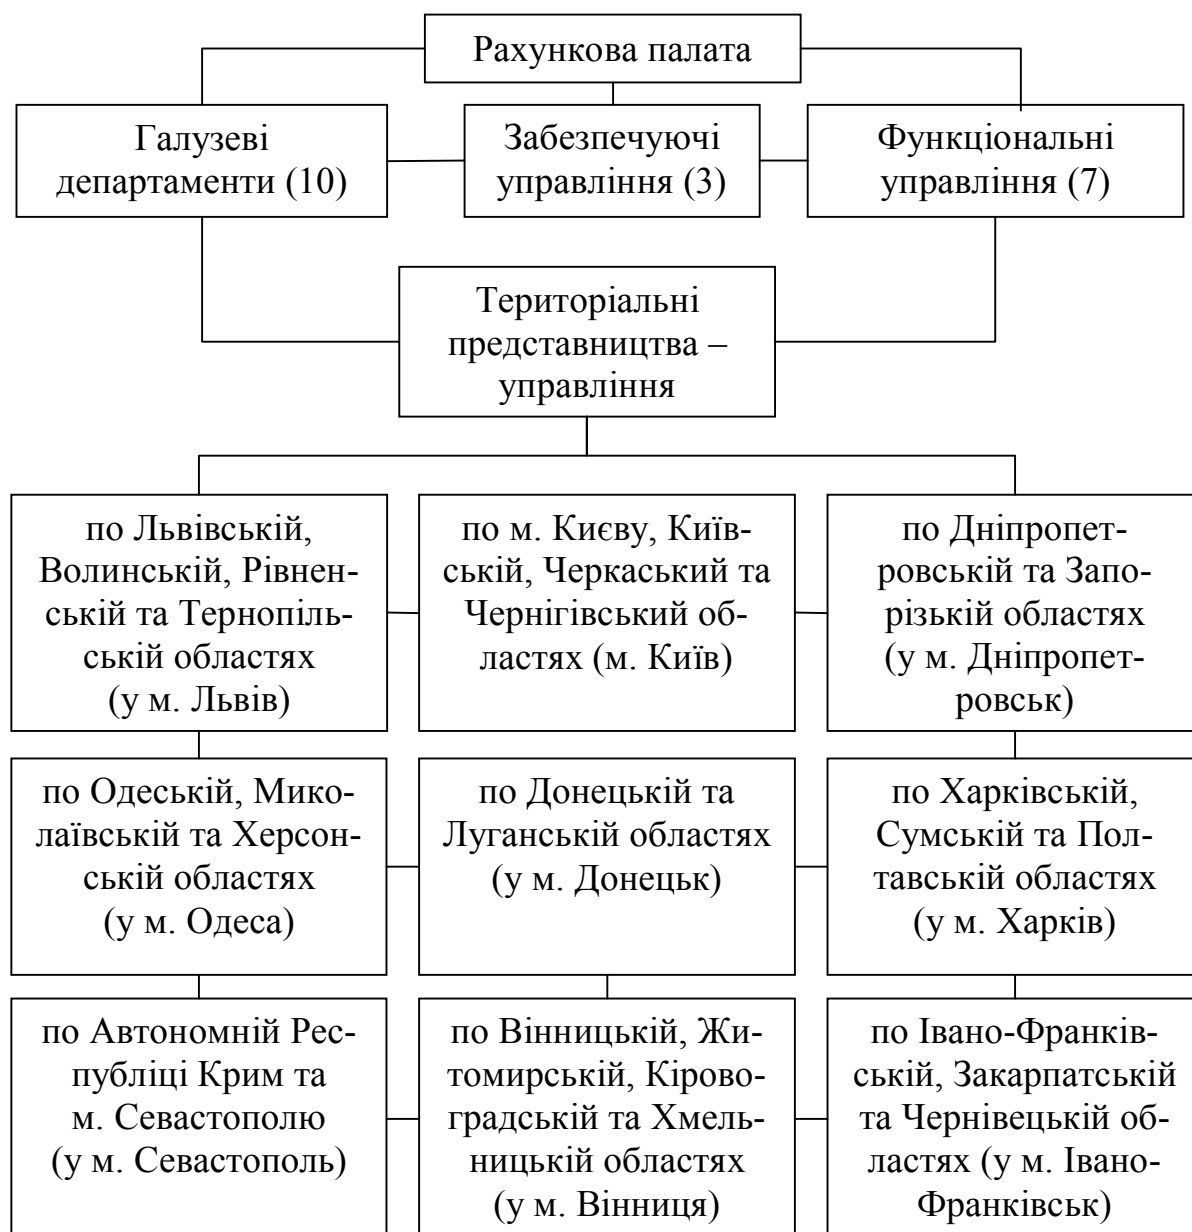 Рахункова палата
Галузеві
департаменти (10)
Забезпечуючі
управління (3)
Функціональні
управління (7)
Територіальні
представництва –
управління
по Львівській,
Волинській, Рівнен-
ській та Тернопіль-
ській областях
(у м. Львів)
по м. Києву, Київ-
ській, Черкаський та
Чернігівський об-
ластях (м. Київ)
по Дніпропет-
ровській та Запо-
різькій областях
(у м. Дніпропет-
ровськ)
по Одеській, Мико-
лаївській та Херсон-
ській областях
(у м. Одеса)
по Донецькій та
Луганській областях
(у м. Донецьк)
по Харківській,
Сумській та Пол-
тавській областях
(у м. Харків)
по Автономній Рес-
публіці Крим та
м. Севастополю
(у м. Севастополь)
по Вінницькій, Жи-
томирській, Кірово-
градській та Хмель-
ницькій областях
(у м. Вінниця)
по Івано-Франків-
ській, Закарпатській
та Чернівецькій об-
ластях (у м. Івано-
Франківськ)